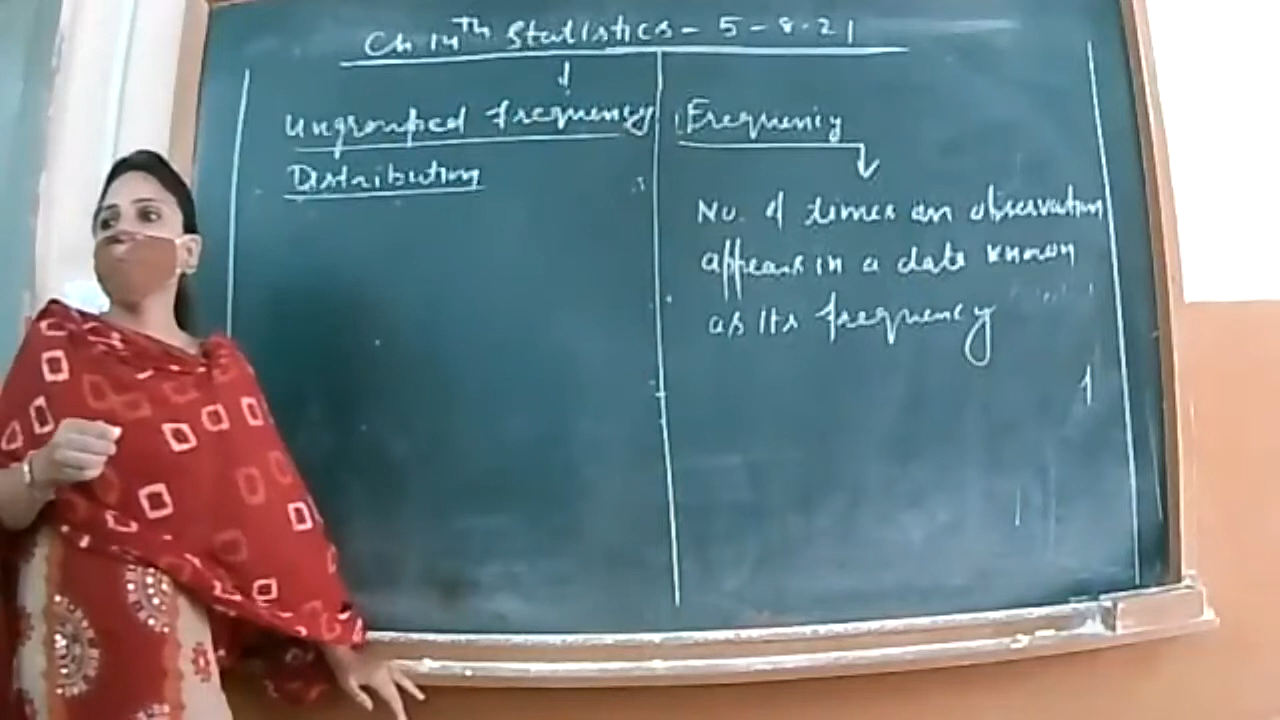 Ch 14th Statistics - 5-8-21
Ungrouped frequency
Distribution
Frequency
No. of times an observation
appears in a data known
as its frequency